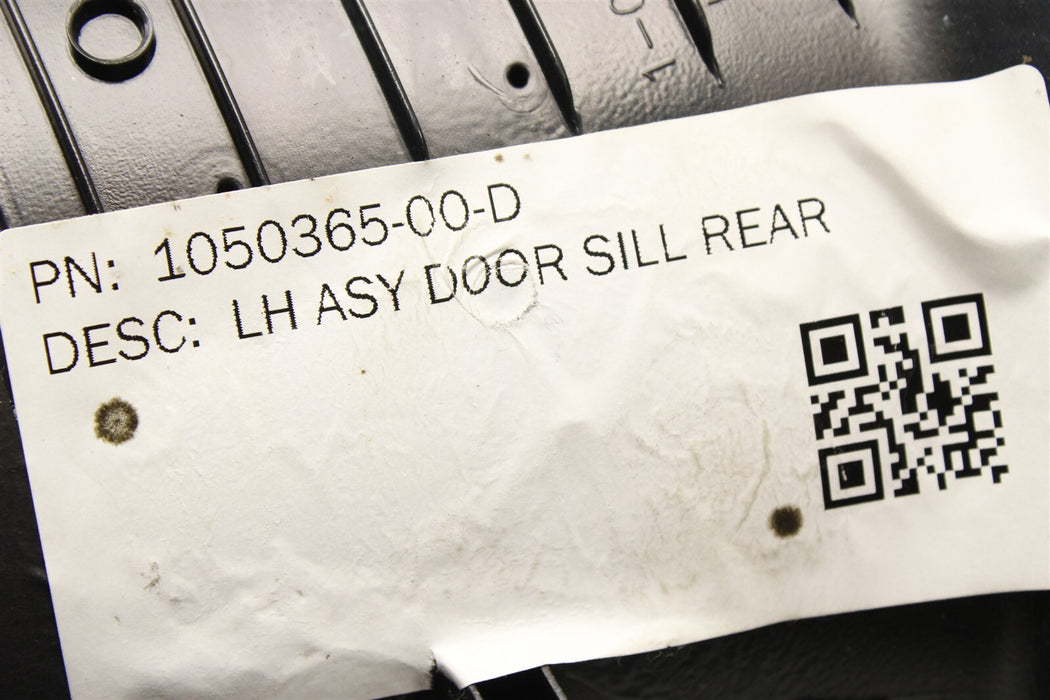 PN: 1050365-00-D
DESC: LH ASY DOOR SILL REAR